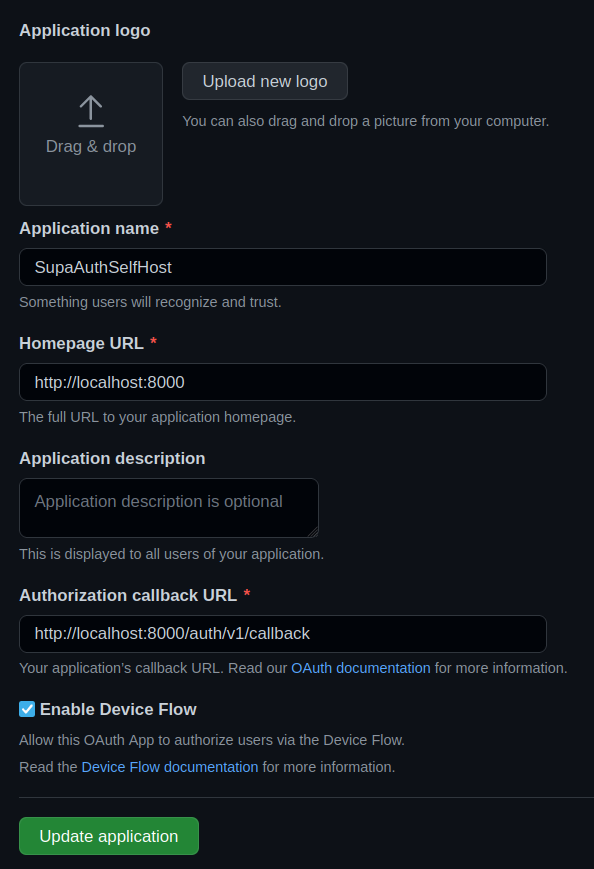 Application logo
Upload new logo
You can also drag and drop a picture from your computer.
Drag & drop
Application name *
SupaAuthSelfHost
Something users will recognize and trust.
Homepage URL *
http://localhost:8000
The full URL to your application homepage.
Application description
Application description is optional
This is displayed to all users of your application.
Authorization callback URL *
http://localhost:8000/auth/v1/callback
Your application's callback URL. Read our OAuth documentation for more information.
Enable Device Flow
Allow this OAuth App to authorize users via the Device Flow.
Read the Device Flow documentation for more information.
Update application